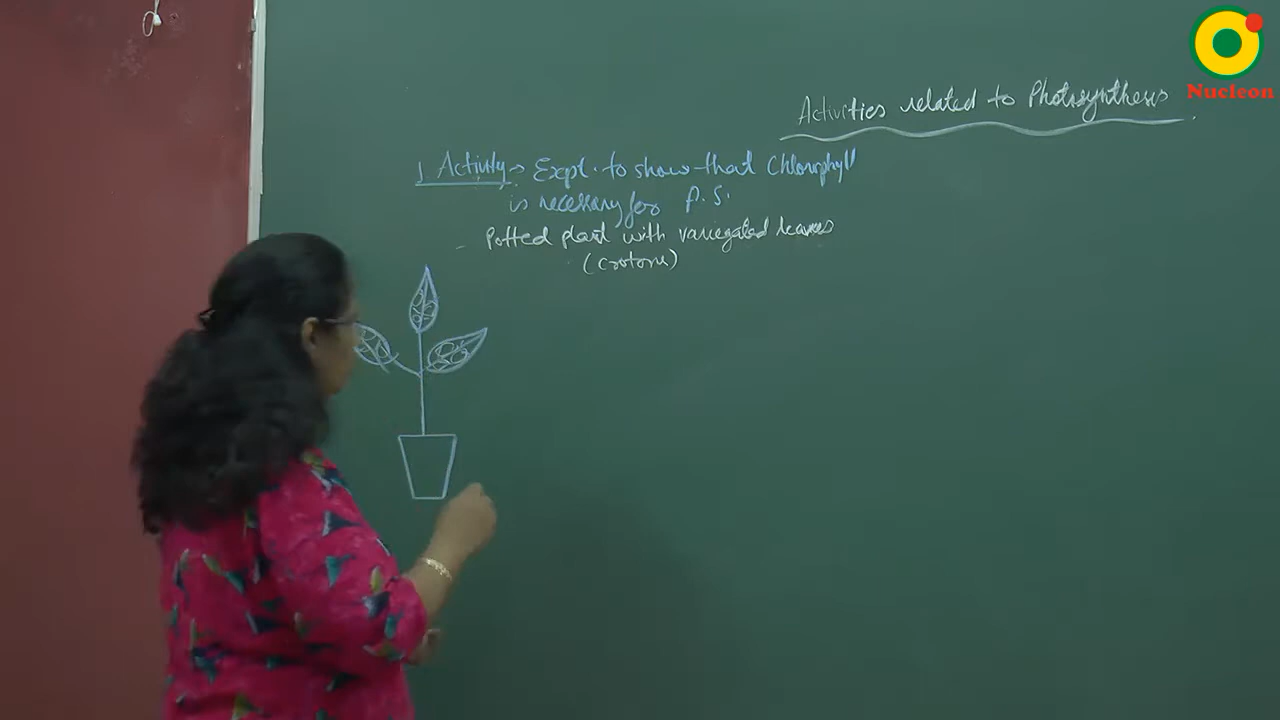 Nucleon
Activities related to Photosynthesis
1 Activity → Expt. to show that Chlorophyll
is necessary for P.S.
- Potted plant with variegated leaves
(crotons)